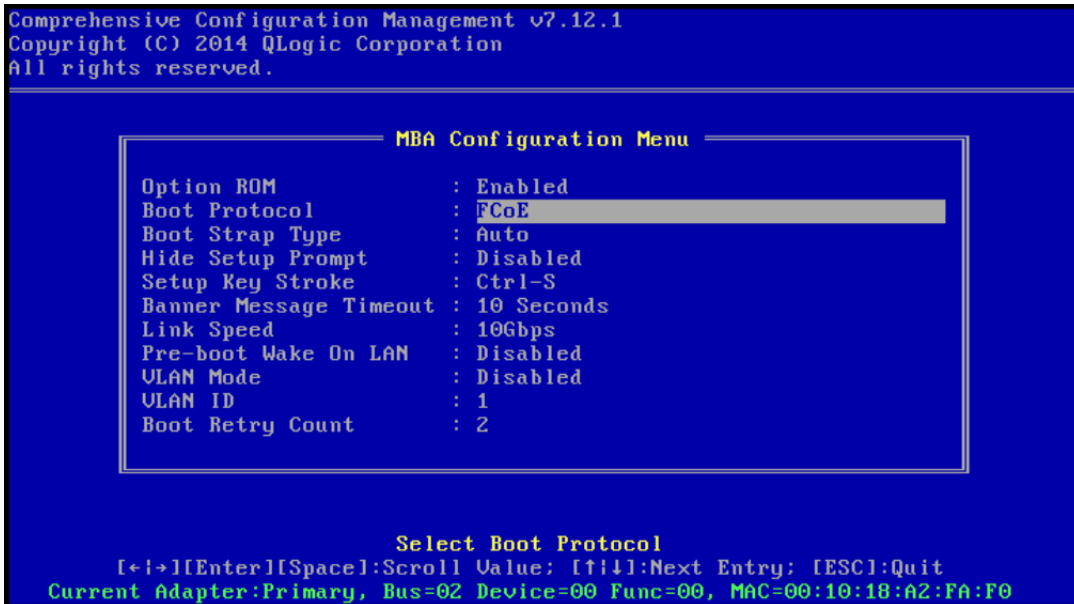 Comprehensive Configuration Management v7.12.1
Copyright (C) 2014 QLogic Corporation
All rights reserved.
MBA Configuration Menu
Option ROM : Enabled
Boot Protocol : FCoE
Boot Strap Type : Auto
Hide Setup Prompt : Disabled
Setup Key Stroke : Ctrl-S
Banner Message Timeout : 10 Seconds
Link Speed : 10Gbps
Pre-boot Wake On LAN : Disabled
VLAN Mode : Disabled
VLAN ID : 1
Boot Retry Count : 2
Select Boot Protocol
[←|→][Enter][Space]:Scroll Value; [↑|↓]:Next Entry; [ESC]:Quit
Current Adapter:Primary, Bus=02 Device=00 Func=00, MAC=00:10:18:A2:FA:F0